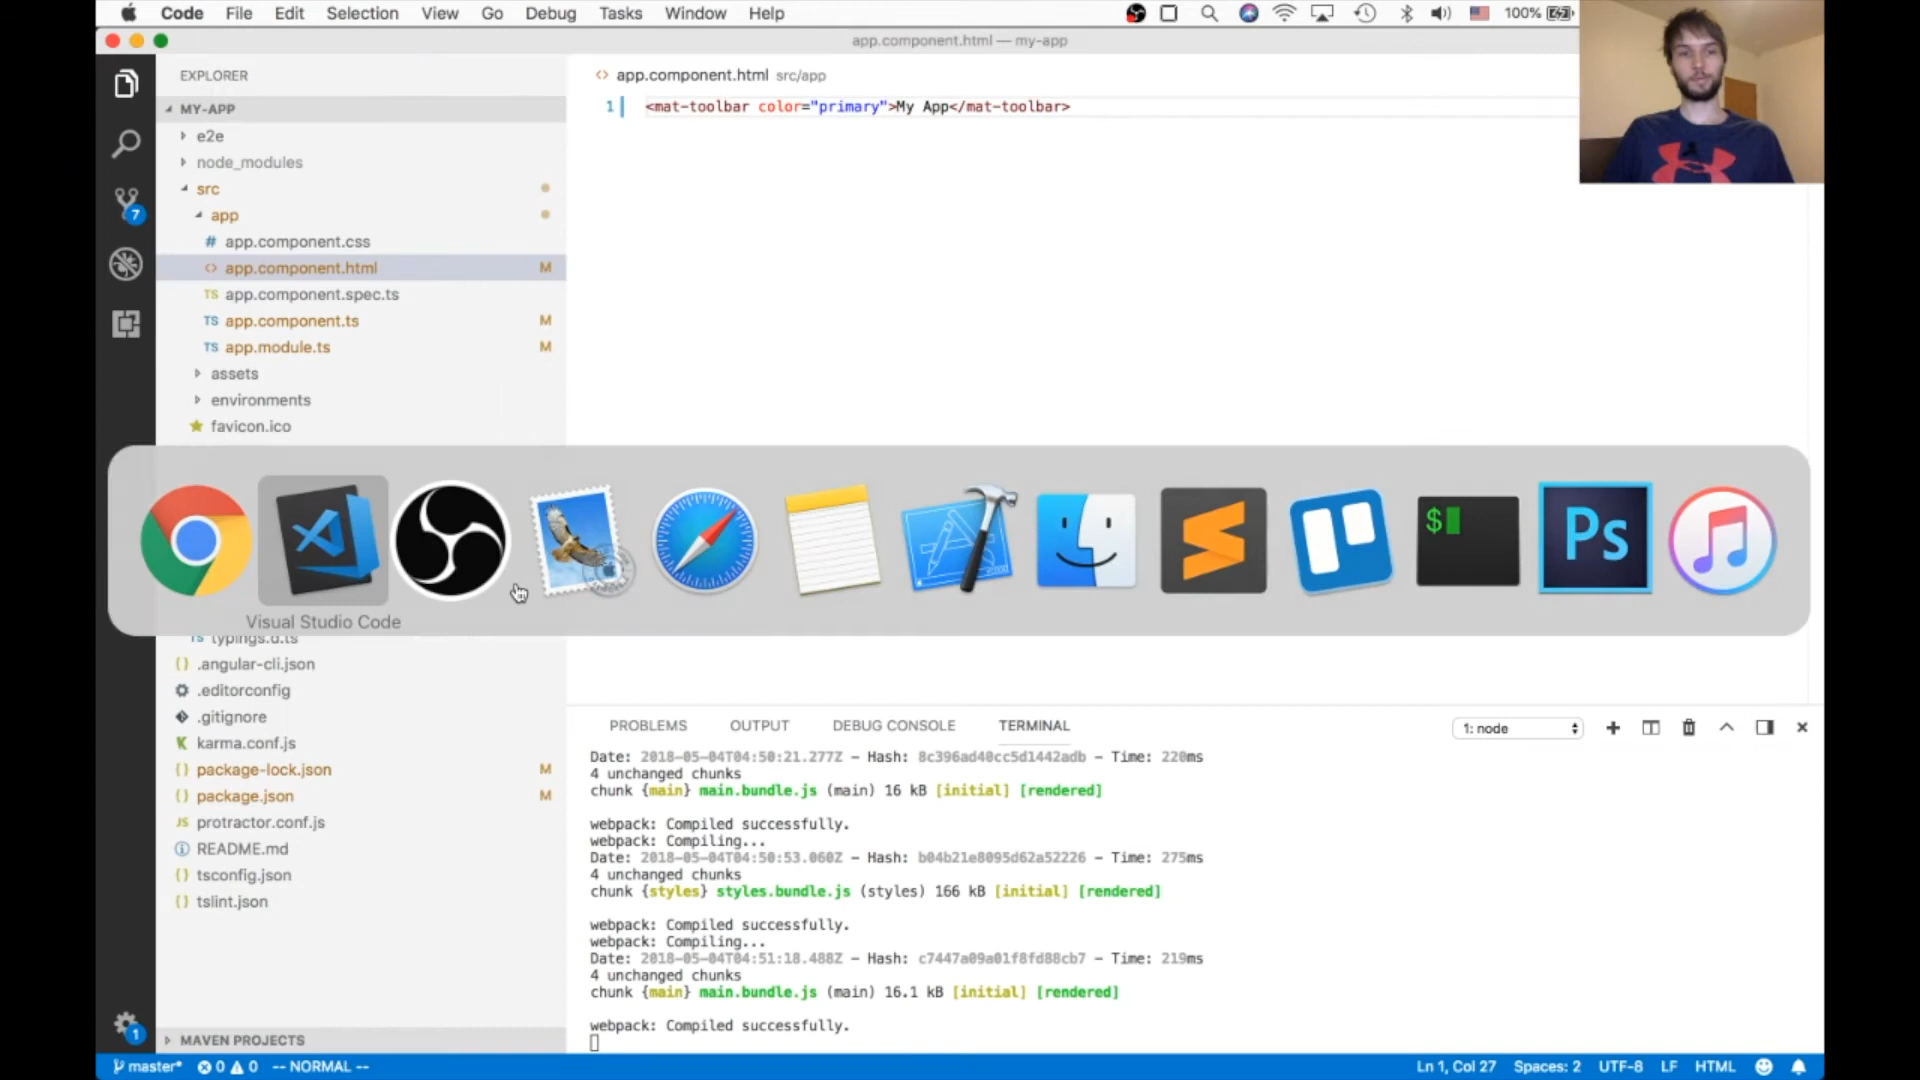 Code File Edit Selection View Go Debug Tasks Window Help
100%
app.component.html — my-app
EXPLORER
MY-APP
e2e
node_modules
src
app
# app.component.css
<> app.component.html M
TS app.component.spec.ts
TS app.component.ts M
TS app.module.ts M
assets
environments
favicon.ico
7
<> app.component.html src/app
1 <mat-toolbar color="primary">My App</mat-toolbar>
$
Ps
Visual Studio Code
TS typings.d.ts
{} .angular-cli.json
.editorconfig
.gitignore
K karma.conf.js
{} package-lock.json M
{} package.json M
JS protractor.conf.js
README.md
{} tsconfig.json
{} tslint.json
MAVEN PROJECTS
1
PROBLEMS OUTPUT DEBUG CONSOLE TERMINAL
1: node
Date: 2018-05-04T04:50:21.277Z - Hash: 8c396ad40cc5d1442adb - Time: 220ms
4 unchanged chunks
chunk {main} main.bundle.js (main) 16 kB [initial] [rendered]
webpack: Compiled successfully.
webpack: Compiling...
Date: 2018-05-04T04:50:53.060Z - Hash: b04b21e8095d62a52226 - Time: 275ms
4 unchanged chunks
chunk {styles} styles.bundle.js (styles) 166 kB [initial] [rendered]
webpack: Compiled successfully.
webpack: Compiling...
Date: 2018-05-04T04:51:18.488Z - Hash: c7447a09a01f8fd88cb7 - Time: 219ms
4 unchanged chunks
chunk {main} main.bundle.js (main) 16.1 kB [initial] [rendered]
webpack: Compiled successfully.
master* 0 0 -- NORMAL --
Ln 1, Col 27 Spaces: 2 UTF-8 LF HTML